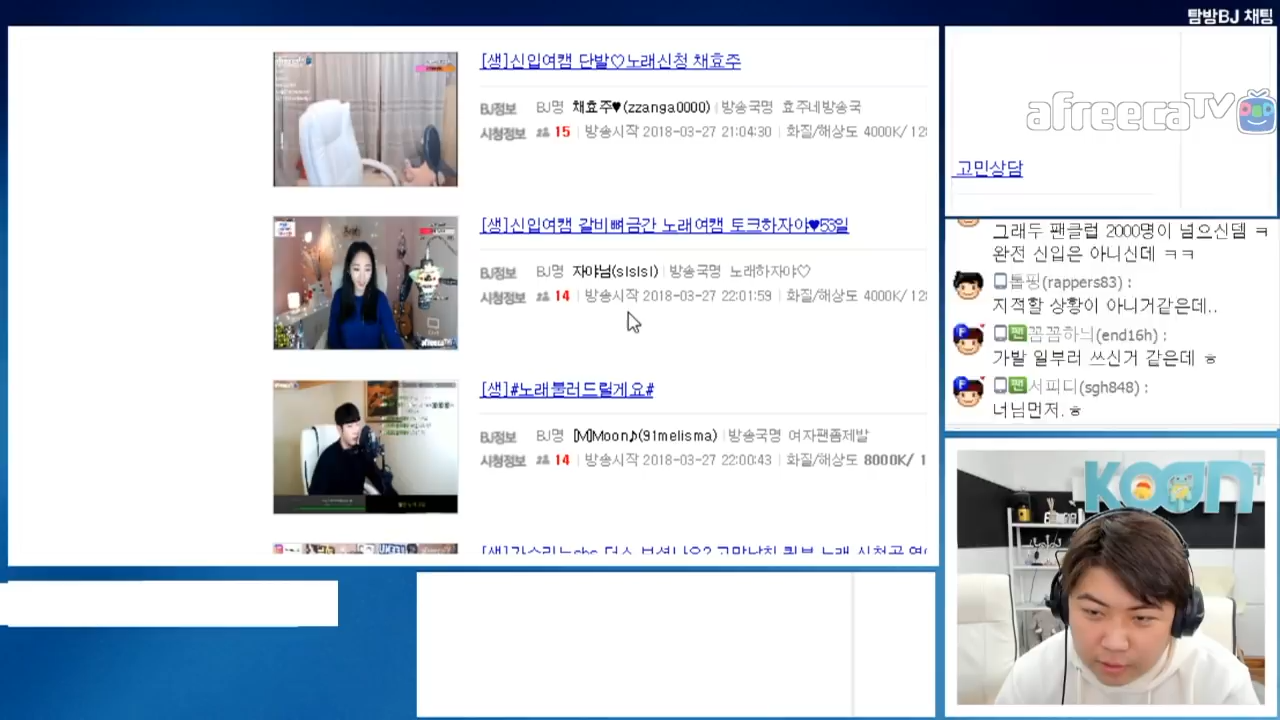 탐방BJ 채팅
[생]신입여캠 단발♡노래신청 채효주
BJ정보 BJ명 채효주♥(zzanga0000) | 방송국명 효주네방송국
시청정보 15 | 방송시작 2018-03-27 21:04:30 | 화질/해상도 4000K/ 128
[생]신입여캠 갈비뼈금간 노래여캠 토크하자야♥53일
BJ정보 BJ명 자야님(slslsl) | 방송국명 노래하자야♡
시청정보 14 | 방송시작 2018-03-27 22:01:59 | 화질/해상도 4000K/ 128
[생]#노래불러드릴게요#
BJ정보 BJ명 [M]Moon♪(91melisma) | 방송국명 여자팬좀제발
시청정보 14 | 방송시작 2018-03-27 22:00:43 | 화질/해상도 8000K/ 1
afreecaTV
고민상담
그래두 팬클럽 2000명이 넘으신뎀 ㅋ
완전 신입은 아니신데 ㅋㅋ
톱핑(rappers83) :
지적할 상황이 아니거같은데..
팬 꼼꼼하늬(end16h) :
가발 일부러 쓰신거 같은데 ㅎ
팬 서피디(sgh848) :
너님먼저.ㅎ
KOON
afreecaTV